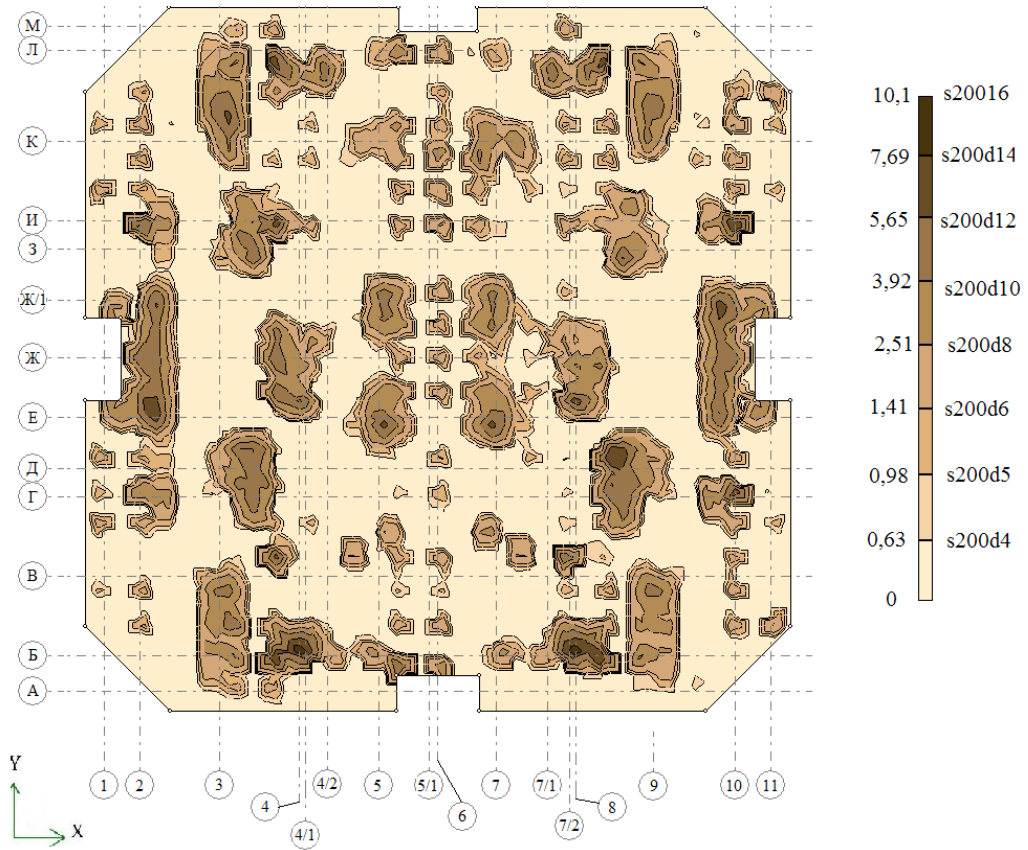 М
Л
К
И
З
Ж/1
Ж
Е
Д
Г
В
Б
А
10,1 s20016
7,69 s200d14
5,65 s200d12
3,92 s200d10
2,51 s200d8
1,41 s200d6
0,98 s200d5
0,63 s200d4
0
1 2 3 4 4/1 4/2 5 5/1 6 7 7/1 7/2 8 9 10 11
Y
X